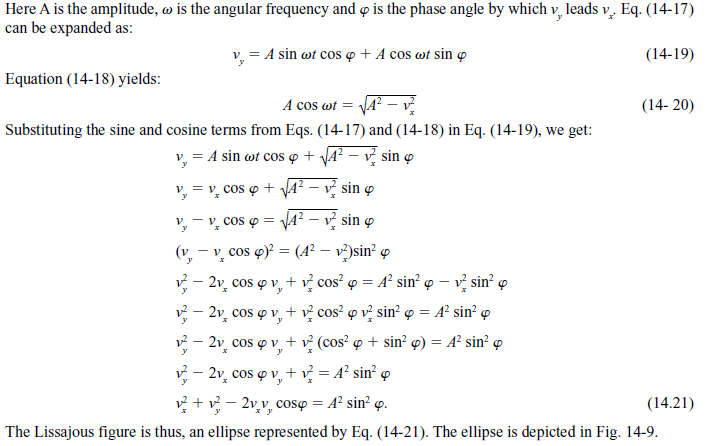 Here A is the amplitude, ω is the angular frequency and φ is the phase angle by which v_y leads v_x. Eq. (14-17)
can be expanded as:
v_y = A sin ωt cos φ + A cos ωt sin φ (14-19)
Equation (14-18) yields:
A cos ωt = √(A² − v_x²) (14- 20)
Substituting the sine and cosine terms from Eqs. (14-17) and (14-18) in Eq. (14-19), we get:
v_y = A sin ωt cos φ + √(A² − v_x²) sin φ
v_y = v_x cos φ + √(A² − v_x²) sin φ
v_y − v_x cos φ = √(A² − v_x²) sin φ
(v_y − v_x cos φ)² = (A² − v_x²)sin² φ
v_y² − 2v_x cos φ v_y + v_x² cos² φ = A² sin² φ − v_x² sin² φ
v_y² − 2v_x cos φ v_y + v_x² cos² φ v_x² sin² φ = A² sin² φ
v_y² − 2v_x cos φ v_y + v_x² (cos² φ + sin² φ) = A² sin² φ
v_y² − 2v_x cos φ v_y + v_x² = A² sin² φ
v_x² + v_y² − 2v_x v_y cosφ = A² sin² φ. (14.21)
The Lissajous figure is thus, an ellipse represented by Eq. (14-21). The ellipse is depicted in Fig. 14-9.